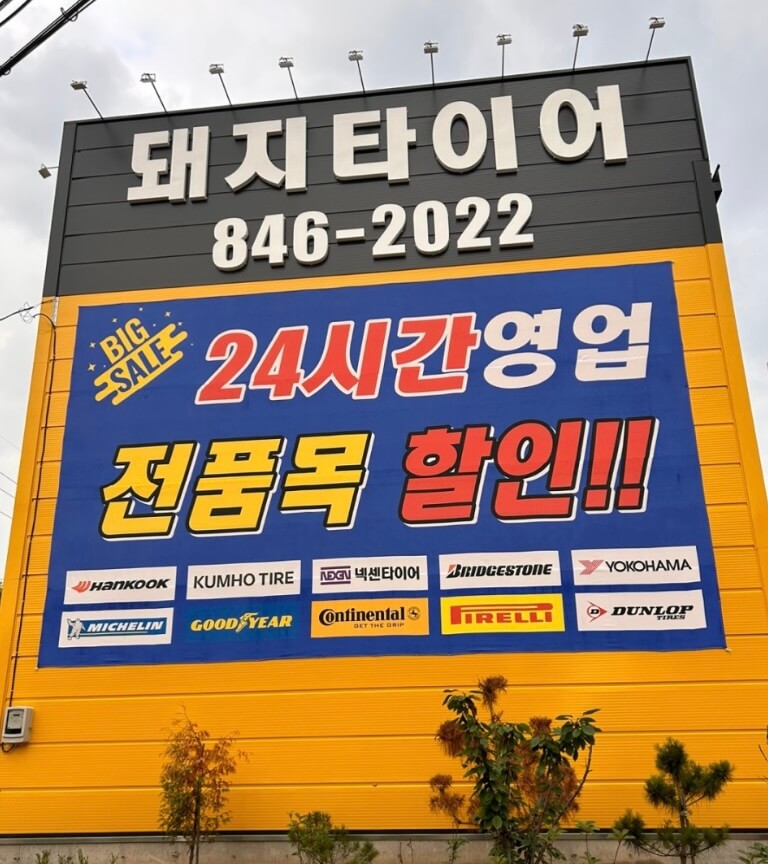 돼지타이어
846-2022
BIG
SALE
24시간영업
전품목 할인!!
HANKOOK KUMHO TIRE NEXEN 넥센타이어 BRIDGESTONE YOKOHAMA
MICHELIN GOODYEAR Continental PIRELLI DUNLOP
GET THE GRIP TIRES